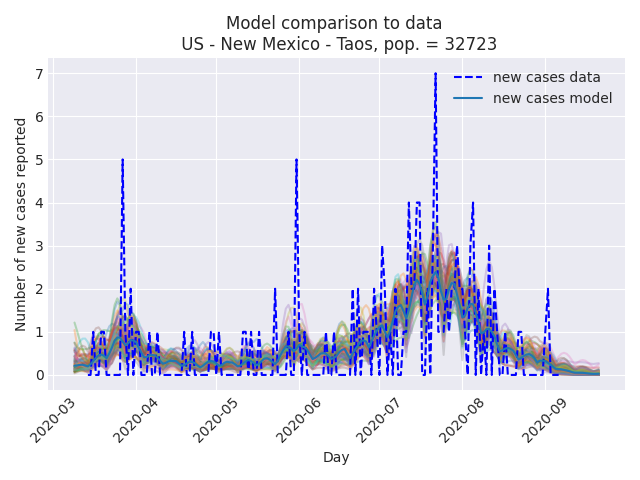 Model comparison to data
US - New Mexico - Taos, pop. = 32723
new cases data
new cases model
Number of new cases reported
7
6
5
4
3
2
1
0
2020-03
2020-04
2020-05
2020-06
2020-07
2020-08
2020-09
Day